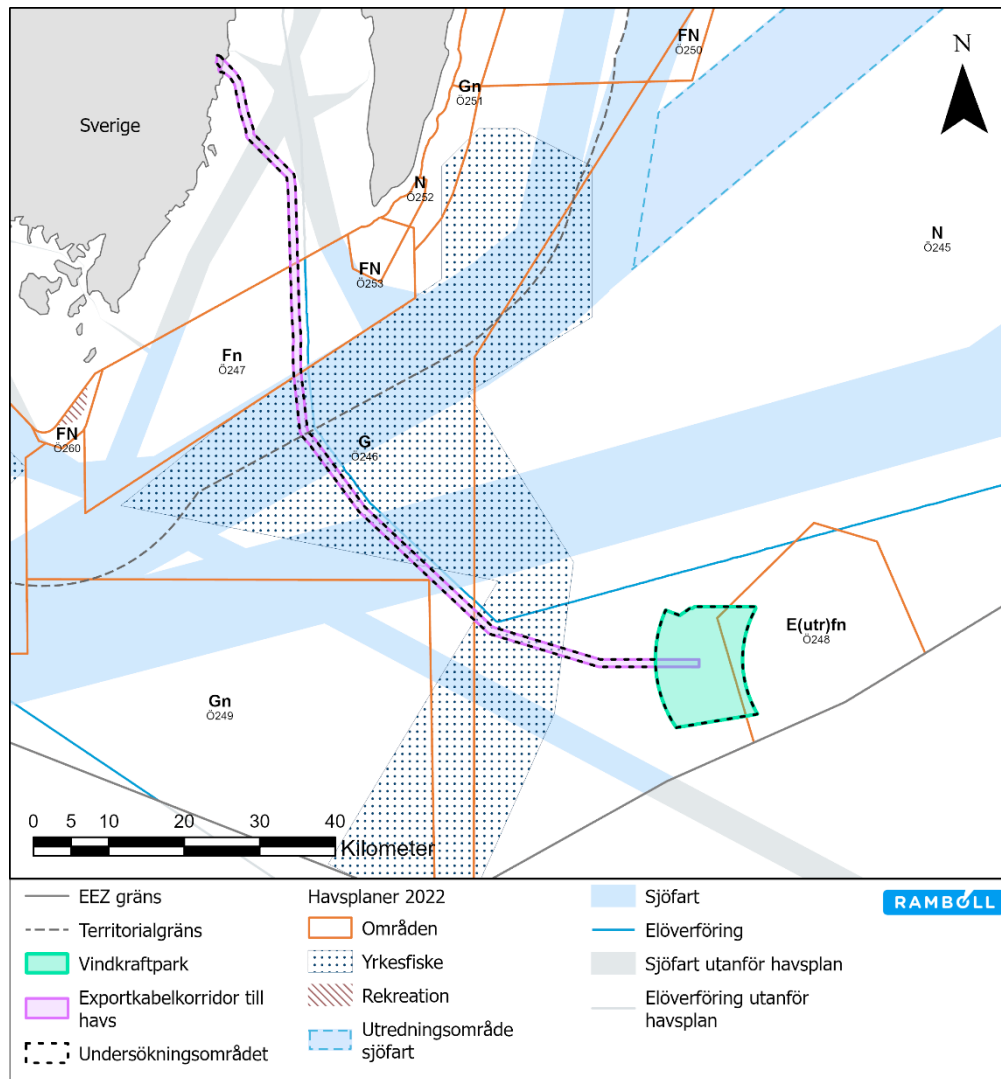 FN
Ö250
N
Gn
Ö251
Sverige
N
Ö252
N
Ö245
FN
Ö253
Fn
Ö247
FN
Ö260
G
Ö246
E(utr)fn
Ö248
Gn
Ö249
0 5 10 20 30 40
Kilometer
EEZ gräns
Territorialgräns
Vindkraftpark
Exportkabelkorridor till
havs
Undersökningsområdet
Havsplaner 2022
Områden
Yrkesfiske
Rekreation
Utredningsområde
sjöfart
Sjöfart
Elöverföring
Sjöfart utanför havsplan
Elöverföring utanför
havsplan
RAMBOLL